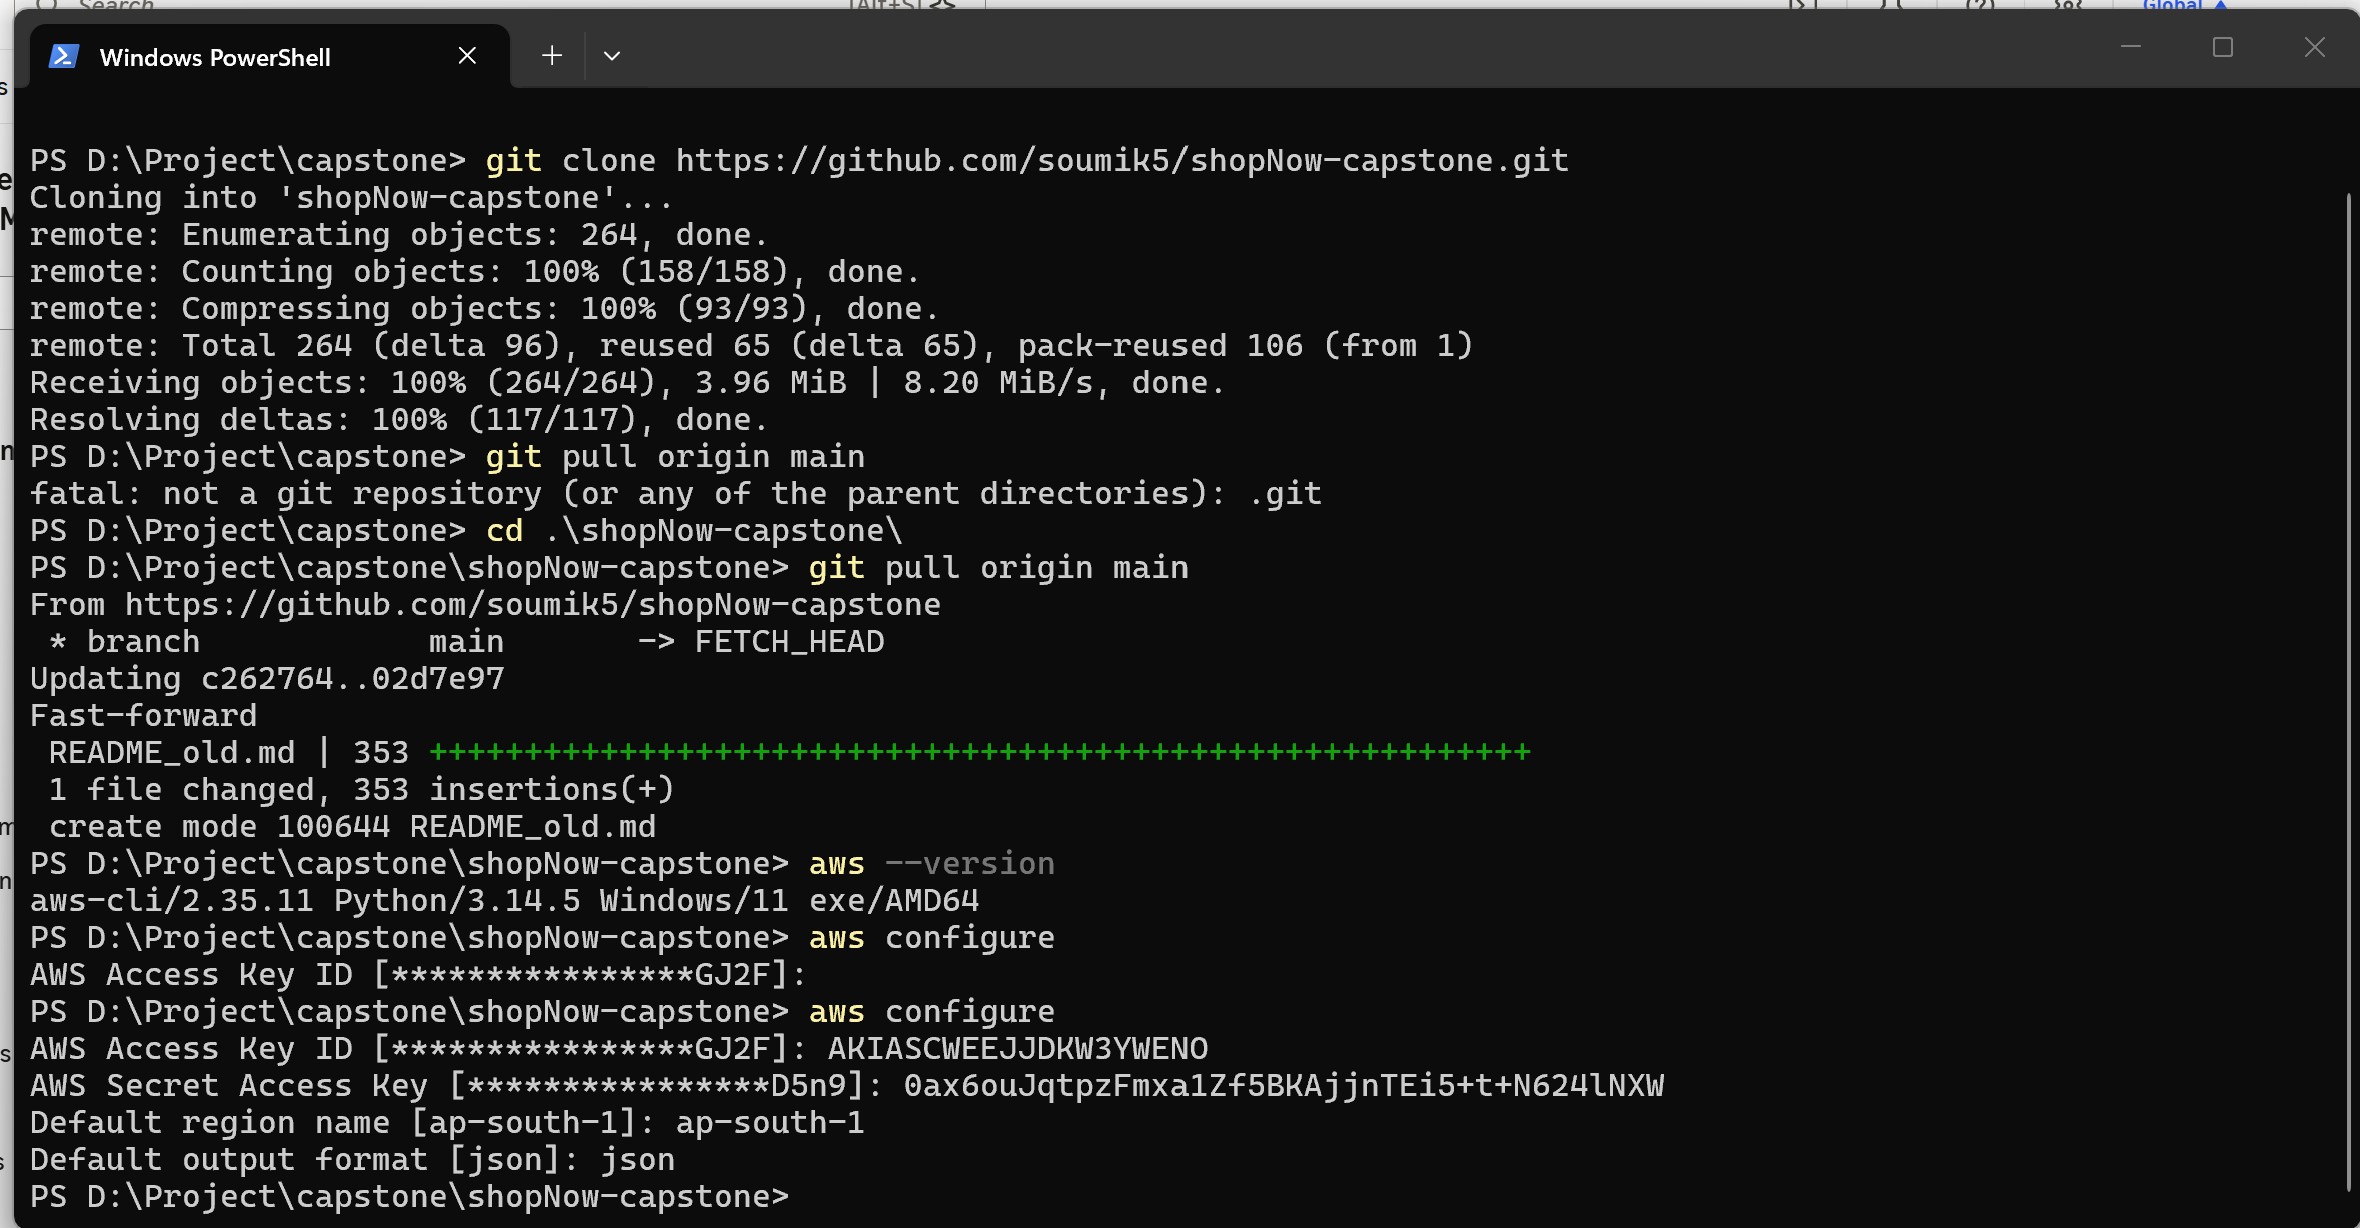 Search [Alt+S] Global
Windows PowerShell
PS D:\Project\capstone> git clone https://github.com/soumik5/shopNow-capstone.git
Cloning into 'shopNow-capstone'...
remote: Enumerating objects: 264, done.
remote: Counting objects: 100% (158/158), done.
remote: Compressing objects: 100% (93/93), done.
remote: Total 264 (delta 96), reused 65 (delta 65), pack-reused 106 (from 1)
Receiving objects: 100% (264/264), 3.96 MiB | 8.20 MiB/s, done.
Resolving deltas: 100% (117/117), done.
PS D:\Project\capstone> git pull origin main
fatal: not a git repository (or any of the parent directories): .git
PS D:\Project\capstone> cd .\shopNow-capstone\
PS D:\Project\capstone\shopNow-capstone> git pull origin main
From https://github.com/soumik5/shopNow-capstone
 * branch            main       -> FETCH_HEAD
Updating c262764..02d7e97
Fast-forward
 README_old.md | 353 ++++++++++++++++++++++++++++++++++++++++++++++++++++++++++
 1 file changed, 353 insertions(+)
 create mode 100644 README_old.md
PS D:\Project\capstone\shopNow-capstone> aws --version
aws-cli/2.35.11 Python/3.14.5 Windows/11 exe/AMD64
PS D:\Project\capstone\shopNow-capstone> aws configure
AWS Access Key ID [****************GJ2F]:
PS D:\Project\capstone\shopNow-capstone> aws configure
AWS Access Key ID [****************GJ2F]: AKIASCWEEJJDKW3YWENO
AWS Secret Access Key [****************D5n9]: 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
Default region name [ap-south-1]: ap-south-1
Default output format [json]: json
PS D:\Project\capstone\shopNow-capstone>